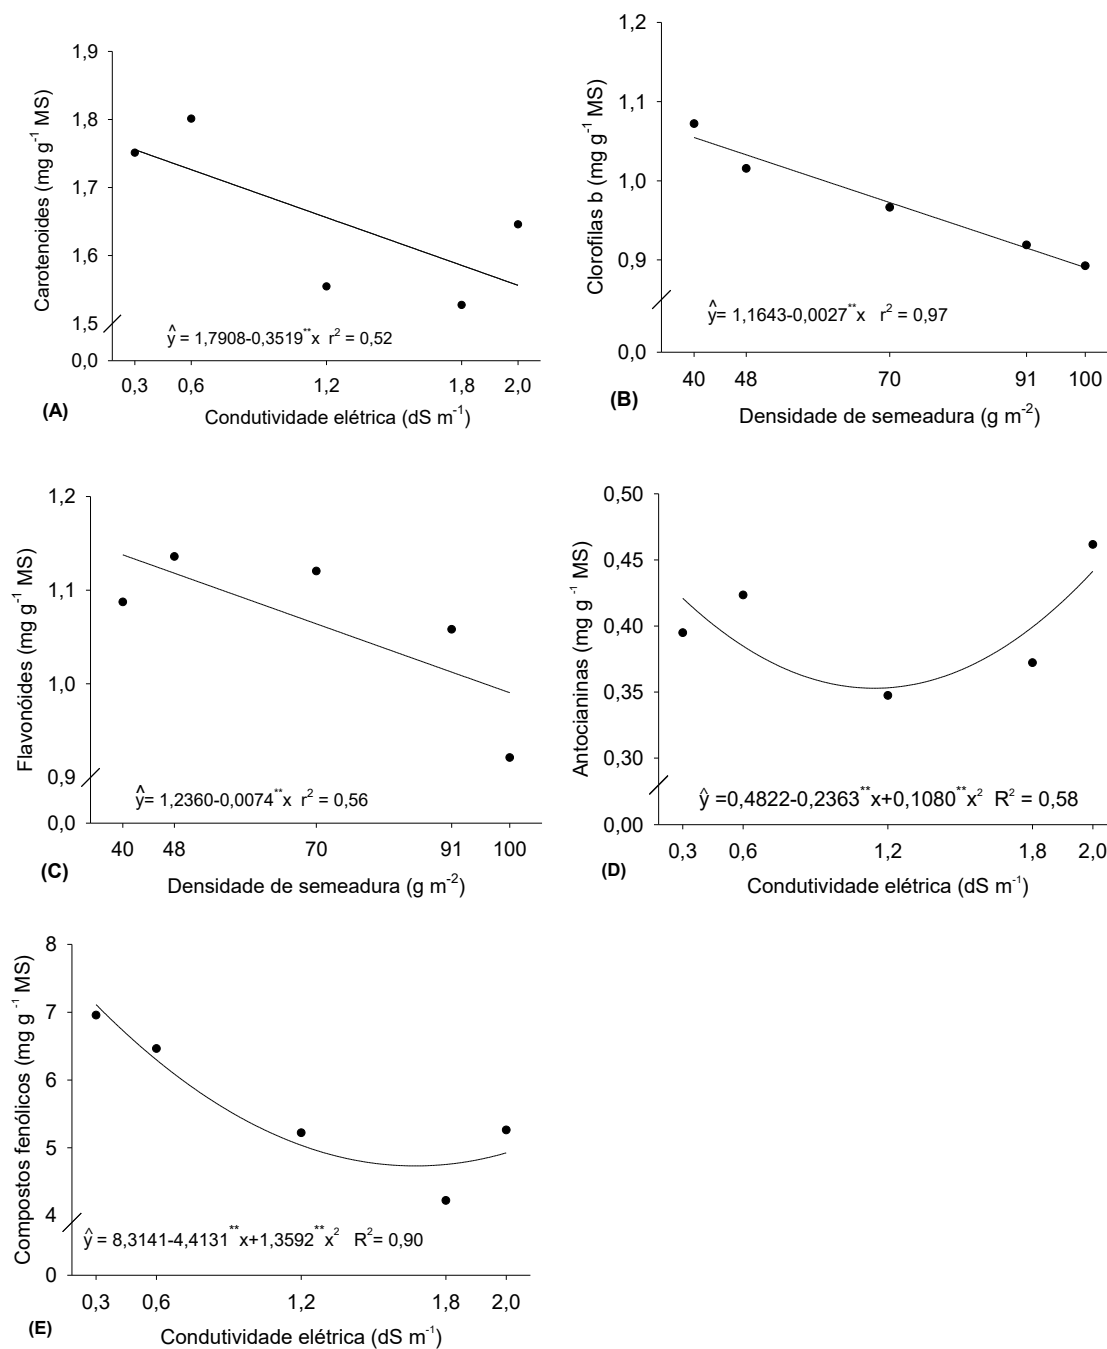 1,9
1,8
1,7
1,6
1,5
0,0
Carotenoides (mg g⁻¹ MS)
ŷ = 1,7908-0,3519**x r² = 0,52
0,3 0,6 1,2 1,8 2,0
(A)
Condutividade elétrica (dS m⁻¹)
1,2
1,1
1,0
0,9
0,0
Clorofilas b (mg g⁻¹ MS)
ŷ= 1,1643-0,0027**x r² = 0,97
40 48 70 91 100
(B)
Densidade de semeadura (g m⁻²)
1,2
1,1
1,0
0,9
0,0
Flavonóides (mg g⁻¹ MS)
ŷ= 1,2360-0,0074**x r² = 0,56
40 48 70 91 100
(C)
Densidade de semeadura (g m⁻²)
0,50
0,45
0,40
0,35
0,30
0,00
Antocianinas (mg g⁻¹ MS)
ŷ =0,4822-0,2363**x+0,1080**x² R² = 0,58
0,3 0,6 1,2 1,8 2,0
(D)
Condutividade elétrica (dS m⁻¹)
8
7
6
5
4
0
Compostos fenólicos (mg g⁻¹ MS)
ŷ = 8,3141-4,4131**x+1,3592**x² R²= 0,90
0,3 0,6 1,2 1,8 2,0
(E)
Condutividade elétrica (dS m⁻¹)